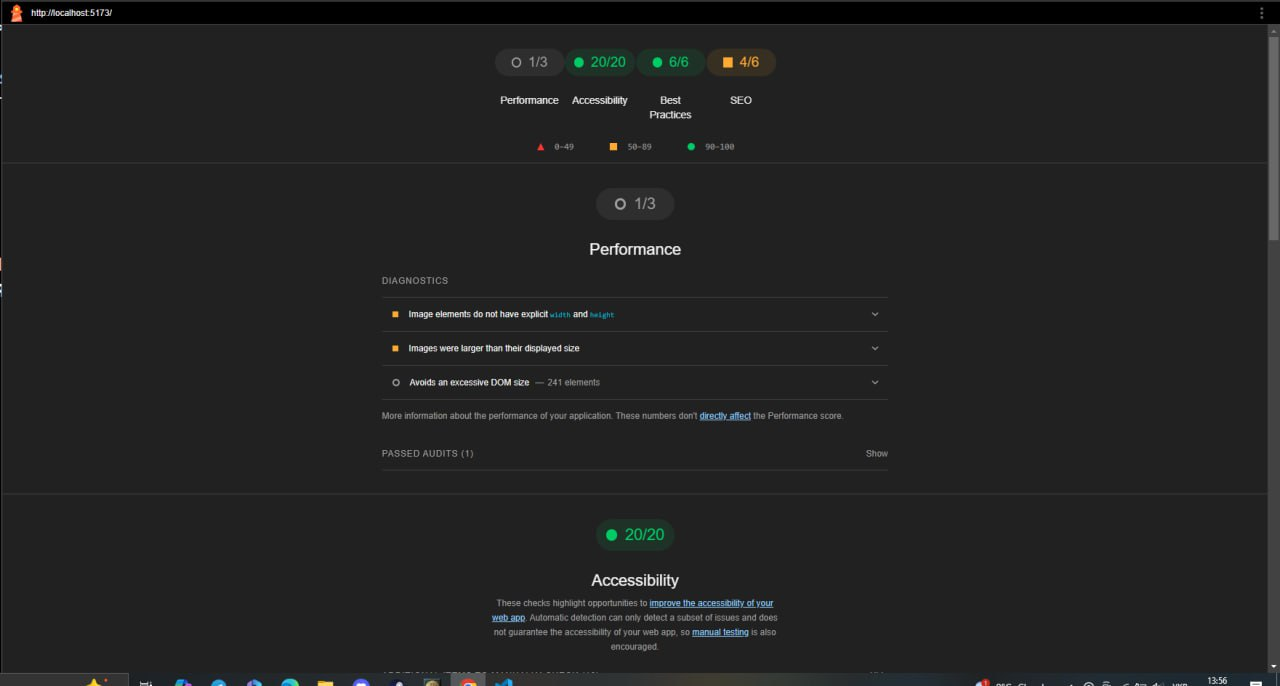 http://localhost:5173/
1/3
20/20
6/6
4/6
Performance
Accessibility
Best
Practices
SEO
0–49
50–89
90–100
1/3
Performance
DIAGNOSTICS
Image elements do not have explicit width and height
Images were larger than their displayed size
Avoids an excessive DOM size — 241 elements
More information about the performance of your application. These numbers don't directly affect the Performance score.
PASSED AUDITS (1)
Show
20/20
Accessibility
These checks highlight opportunities to improve the accessibility of your
web app. Automatic detection can only detect a subset of issues and does
not guarantee the accessibility of your web app, so manual testing is also
encouraged.
13:56